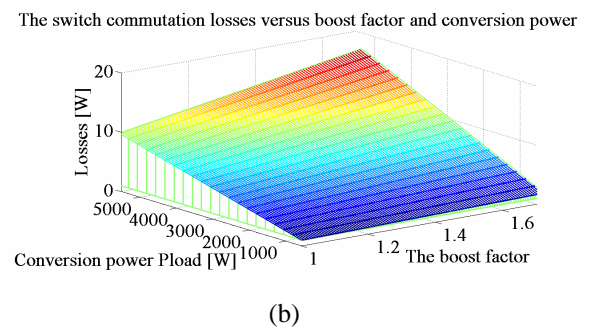 The switch commutation losses versus boost factor and conversion power
20
10
0
Losses [W]
5000
4000
3000
2000
1000
Conversion power Pload [W]
1
1.2
1.4
1.6
The boost factor
(b)